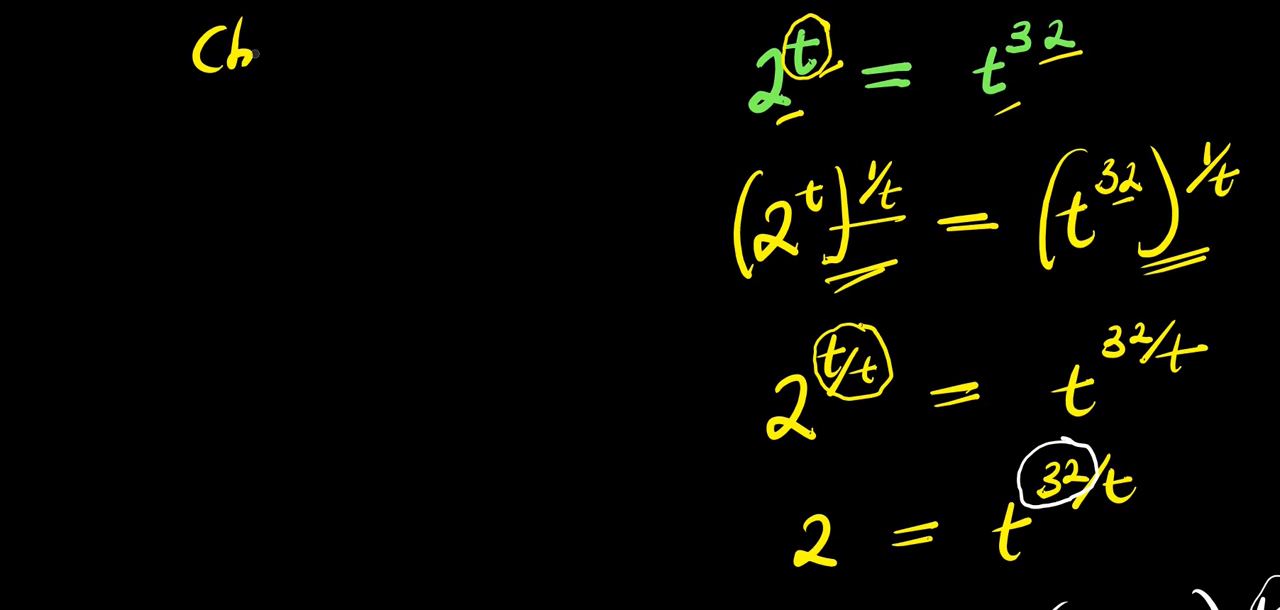 Ch
2^t = t^32
(2^t)^1/t = (t^32)^1/t
2^t/t = t^32/t
2 = t^32/t